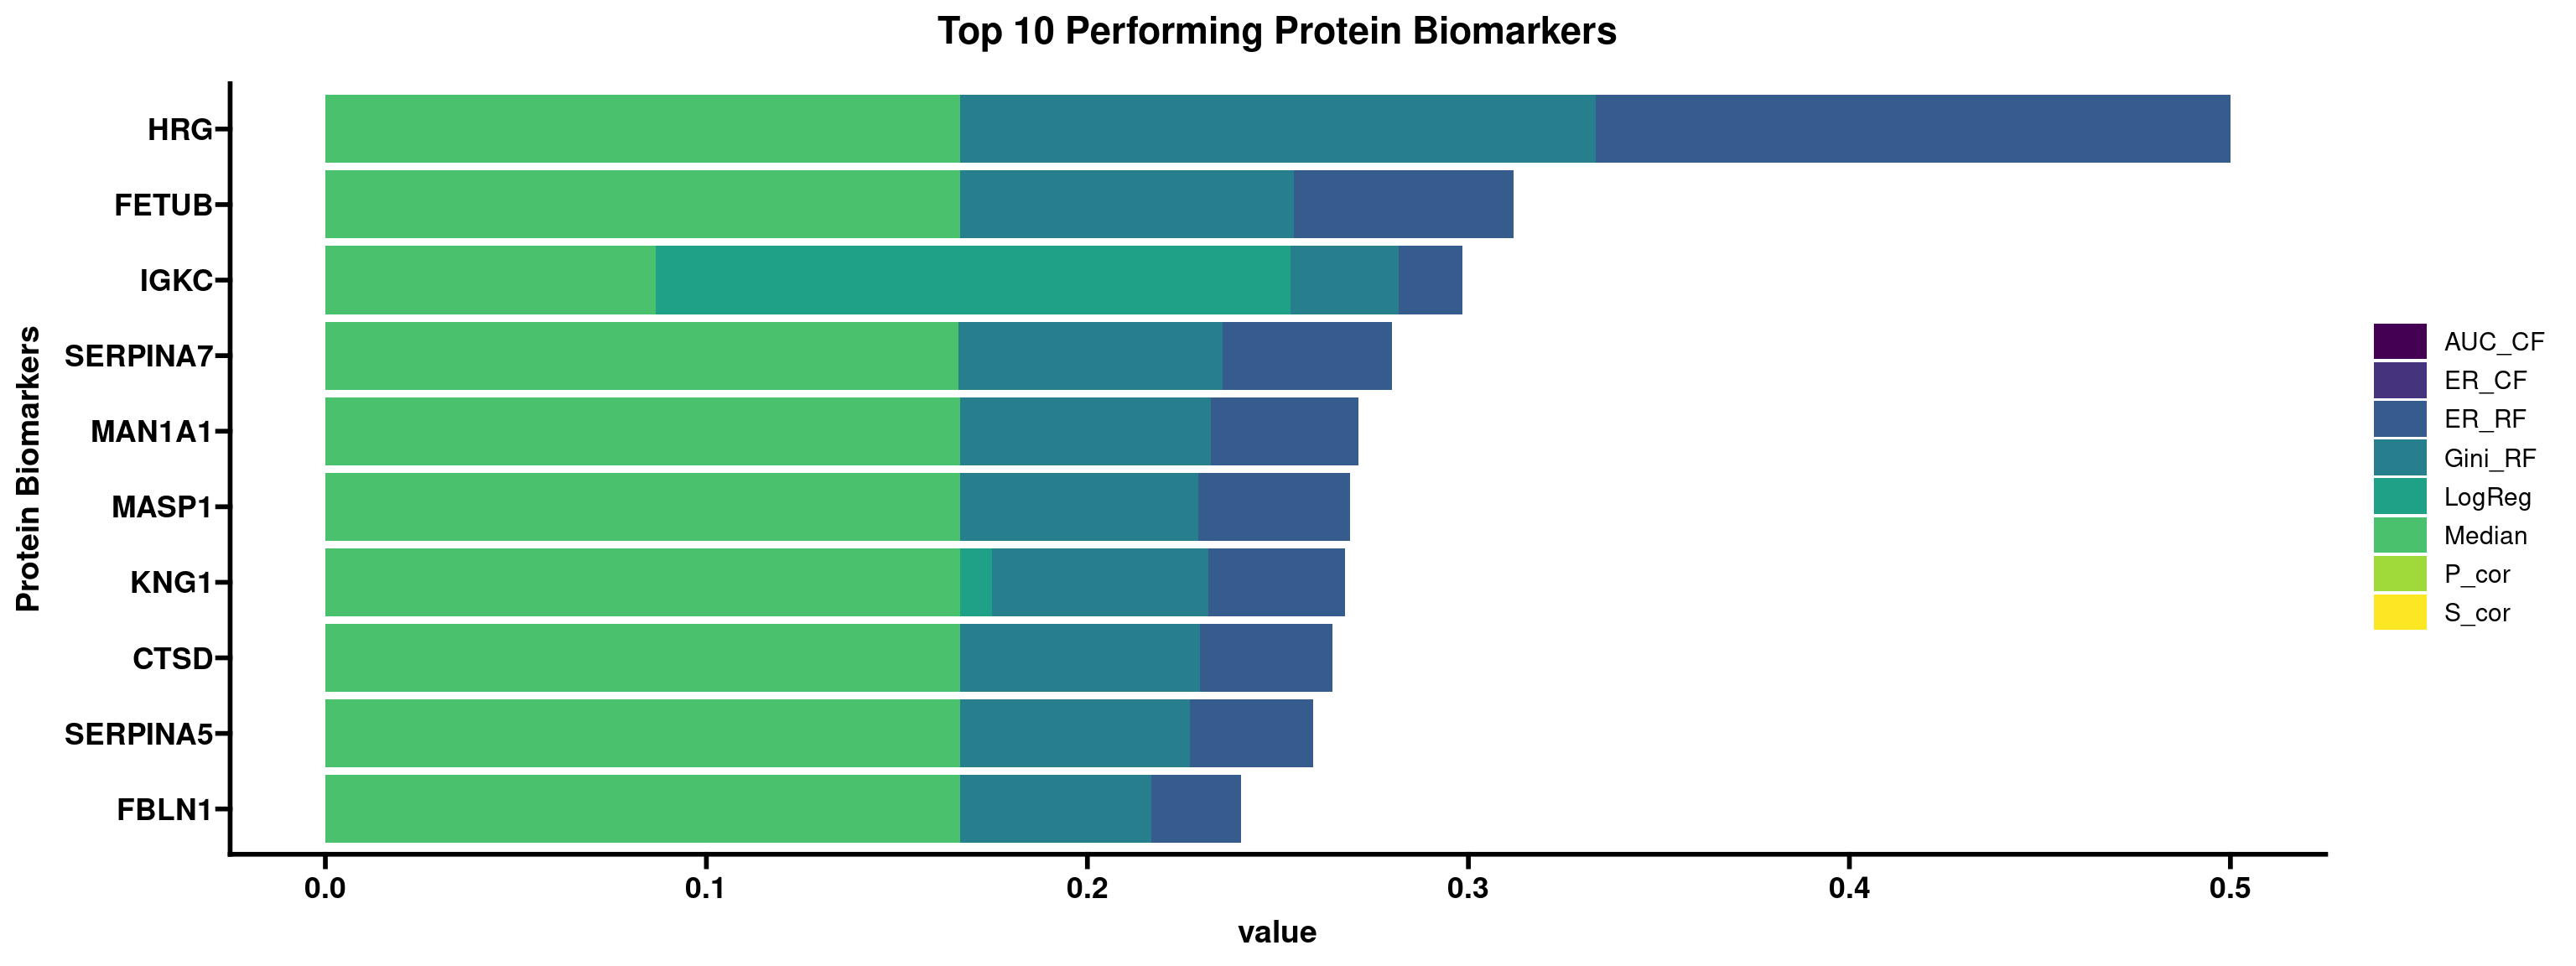 Top 10 Performing Protein Biomarkers
Protein Biomarkers
HRG
FETUB
IGKC
SERPINA7
MAN1A1
MASP1
KNG1
CTSD
SERPINA5
FBLN1
0.0 0.1 0.2 0.3 0.4 0.5
value
AUC_CF
ER_CF
ER_RF
Gini_RF
LogReg
Median
P_cor
S_cor